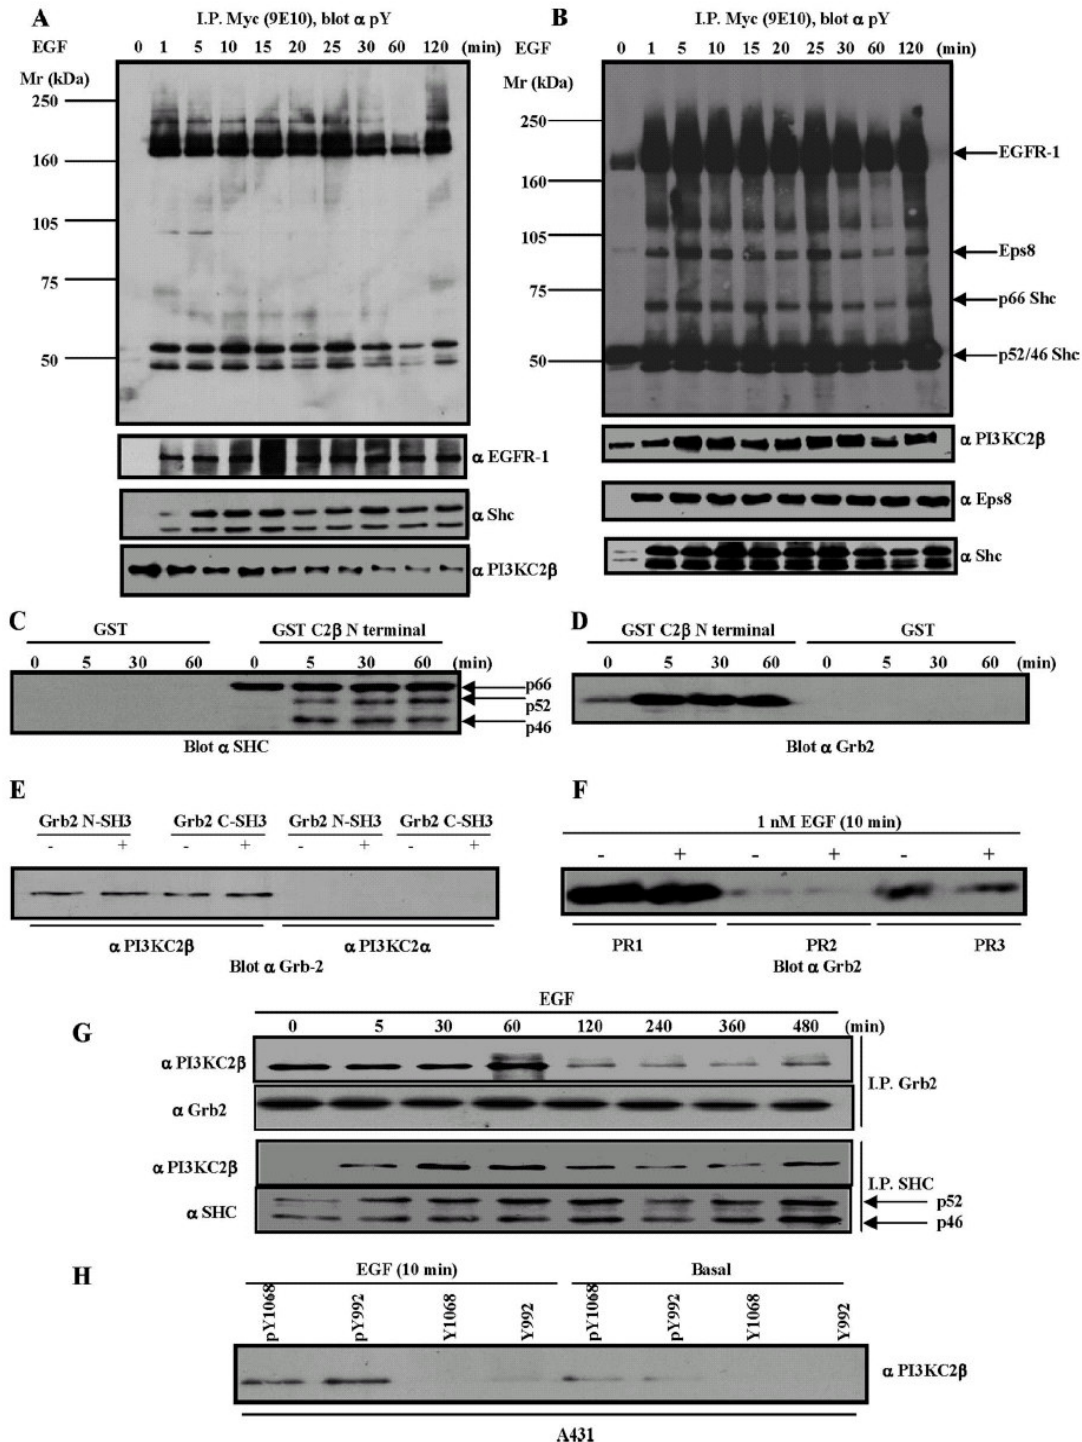 A
I.P. Myc (9E10), blot α pY
EGF 0 1 5 10 15 20 25 30 60 120 (min)
Mr (kDa)
250
160
105
75
50
α EGFR-1
α Shc
α PI3KC2β
B
I.P. Myc (9E10), blot α pY
EGF 0 1 5 10 15 20 25 30 60 120 (min)
Mr (kDa)
250
160
105
75
50
EGFR-1
Eps8
p66 Shc
p52/46 Shc
α PI3KC2β
α Eps8
α Shc
C
GST GST C2β N terminal
0 5 30 60 0 5 30 60 (min)
p66
p52
p46
Blot α SHC
D
GST C2β N terminal GST
0 5 30 60 0 5 30 60 (min)
Blot α Grb2
E
Grb2 N-SH3 Grb2 C-SH3 Grb2 N-SH3 Grb2 C-SH3
- + - + - + - +
α PI3KC2β α PI3KC2α
Blot α Grb-2
F
1 nM EGF (10 min)
- + - + - +
PR1 PR2 PR3
Blot α Grb2
G
EGF
0 5 30 60 120 240 360 480 (min)
α PI3KC2β
α Grb2
I.P. Grb2
α PI3KC2β
α SHC
I.P. SHC
p52
p46
H
EGF (10 min) Basal
pY1068 pY992 Y1068 Y992 pY1068 pY992 Y1068 Y992
α PI3KC2β
A431